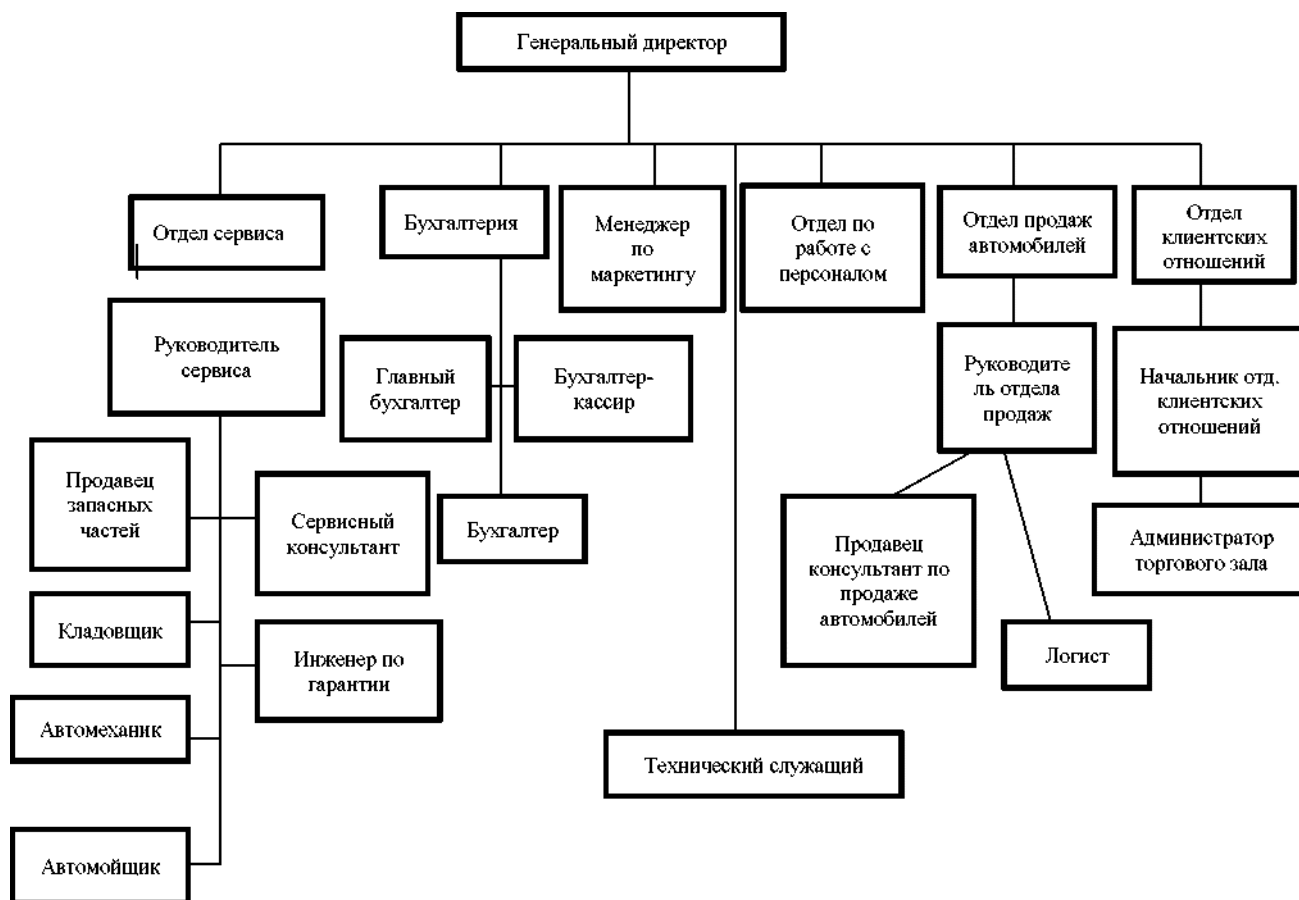 Генеральный директор
Отдел сервиса
Бухгалтерия
Менеджер
по
маркетингу
Отдел по
работе с
персоналом
Отдел продаж
автомобилей
Отдел
клиентских
отношений
Руководитель
сервиса
Главный
бухгалтер
Бухгалтер-
кассир
Руководите
ль отдела
продаж
Начальник отд.
клиентских
отношений
Продавец
запасных
частей
Сервисный
консультант
Бухгалтер
Продавец
консультант по
продаже
автомобилей
Администратор
торгового зала
Кладовщик
Инженер по
гарантии
Логист
Автомеханик
Технический служащий
Автомойщик